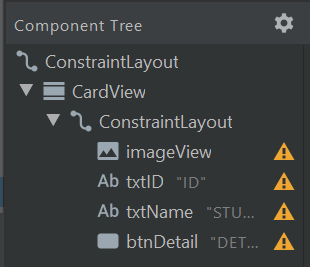 Component Tree
ConstraintLayout
CardView
ConstraintLayout
imageView
Ab txtID "ID"
Ab txtName "STU...
btnDetail "DET...